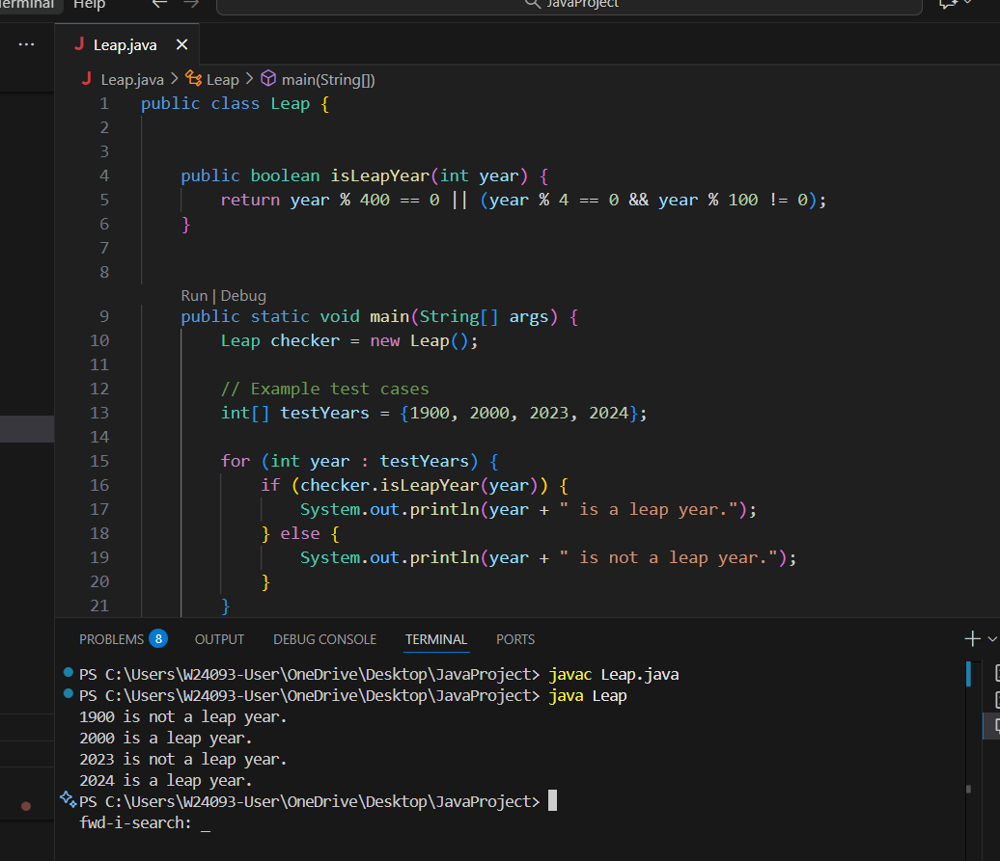 Terminal Help JavaProject
Leap.java
Leap.java > Leap > main(String[])
1 public class Leap {
2
3
4 public boolean isLeapYear(int year) {
5 return year % 400 == 0 || (year % 4 == 0 && year % 100 != 0);
6 }
7
8
Run | Debug
9 public static void main(String[] args) {
10 Leap checker = new Leap();
11
12 // Example test cases
13 int[] testYears = {1900, 2000, 2023, 2024};
14
15 for (int year : testYears) {
16 if (checker.isLeapYear(year)) {
17 System.out.println(year + " is a leap year.");
18 } else {
19 System.out.println(year + " is not a leap year.");
20 }
21 }
PROBLEMS 8 OUTPUT DEBUG CONSOLE TERMINAL PORTS
PS C:\Users\W24093-User\OneDrive\Desktop\JavaProject> javac Leap.java
PS C:\Users\W24093-User\OneDrive\Desktop\JavaProject> java Leap
1900 is not a leap year.
2000 is a leap year.
2023 is not a leap year.
2024 is a leap year.
PS C:\Users\W24093-User\OneDrive\Desktop\JavaProject>
fwd-i-search: _